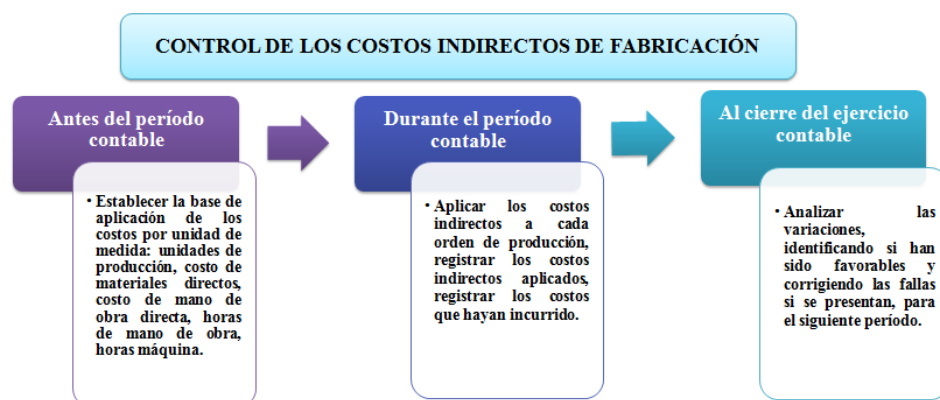 CONTROL DE LOS COSTOS INDIRECTOS DE FABRICACIÓN
Antes del período
contable
• Establecer la base de
aplicación de los
costos por unidad de
medida: unidades de
producción, costo de
materiales directos,
costo de mano de
obra directa, horas
de mano de obra,
horas máquina.
Durante el período
contable
• Aplicar los costos
indirectos a cada
orden de producción,
registrar los costos
indirectos aplicados,
registrar los costos
que hayan incurrido.
Al cierre del ejercicio
contable
• Analizar las
variaciones,
identificando si han
sido favorables y
corrigiendo las fallas
si se presentan, para
el siguiente período.